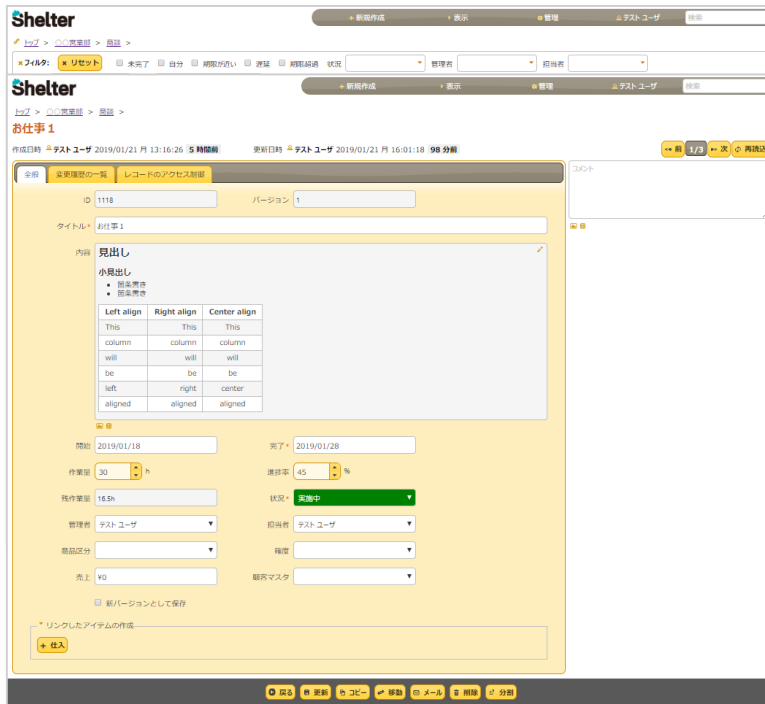 Shelter
新規作成 表示 管理 テスト ユーザ 検索
トップ > 〇〇営業部 > 商談 >
フィルタ: リセット 未完了 自分 期限が近い 遅延 期限超過 状況 管理者 担当者
Shelter
新規作成 表示 管理 テスト ユーザ 検索
トップ > 〇〇営業部 > 商談 >
お仕事１
作成日時 テスト ユーザ 2019/01/21 月 13:16:26 5 時間前 更新日時 テスト ユーザ 2019/01/21 月 16:01:18 98 分前
前 1/3 次 再読込
全般 変更履歴の一覧 レコードのアクセス制御
コメント
ID 1118 バージョン 1
タイトル* お仕事１
内容 見出し
小見出し
• 箇条書き
• 箇条書き
Left align Right align Center align
This This This
column column column
will will will
be be be
left right center
aligned aligned aligned
開始 2019/01/18 完了* 2019/01/28
作業量 30 h 進捗率 45 %
残作業量 16.5h 状況* 実施中
管理者 テスト ユーザ 担当者 テスト ユーザ
商品区分 確度
売上 ¥0 顧客マスタ
新バージョンとして保存
リンクしたアイテムの作成
+ 仕入
戻る 更新 コピー 移動 メール 削除 分割